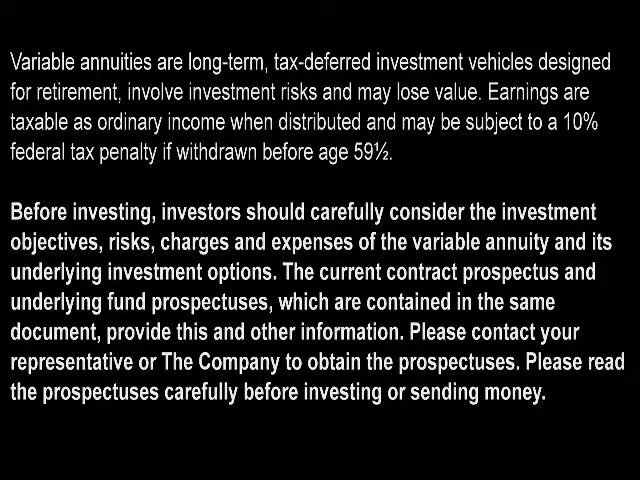 Variable annuities are long-term, tax-deferred investment vehicles designed
for retirement, involve investment risks and may lose value. Earnings are
taxable as ordinary income when distributed and may be subject to a 10%
federal tax penalty if withdrawn before age 59½.
Before investing, investors should carefully consider the investment
objectives, risks, charges and expenses of the variable annuity and its
underlying investment options. The current contract prospectus and
underlying fund prospectuses, which are contained in the same
document, provide this and other information. Please contact your
representative or The Company to obtain the prospectuses. Please read
the prospectuses carefully before investing or sending money.